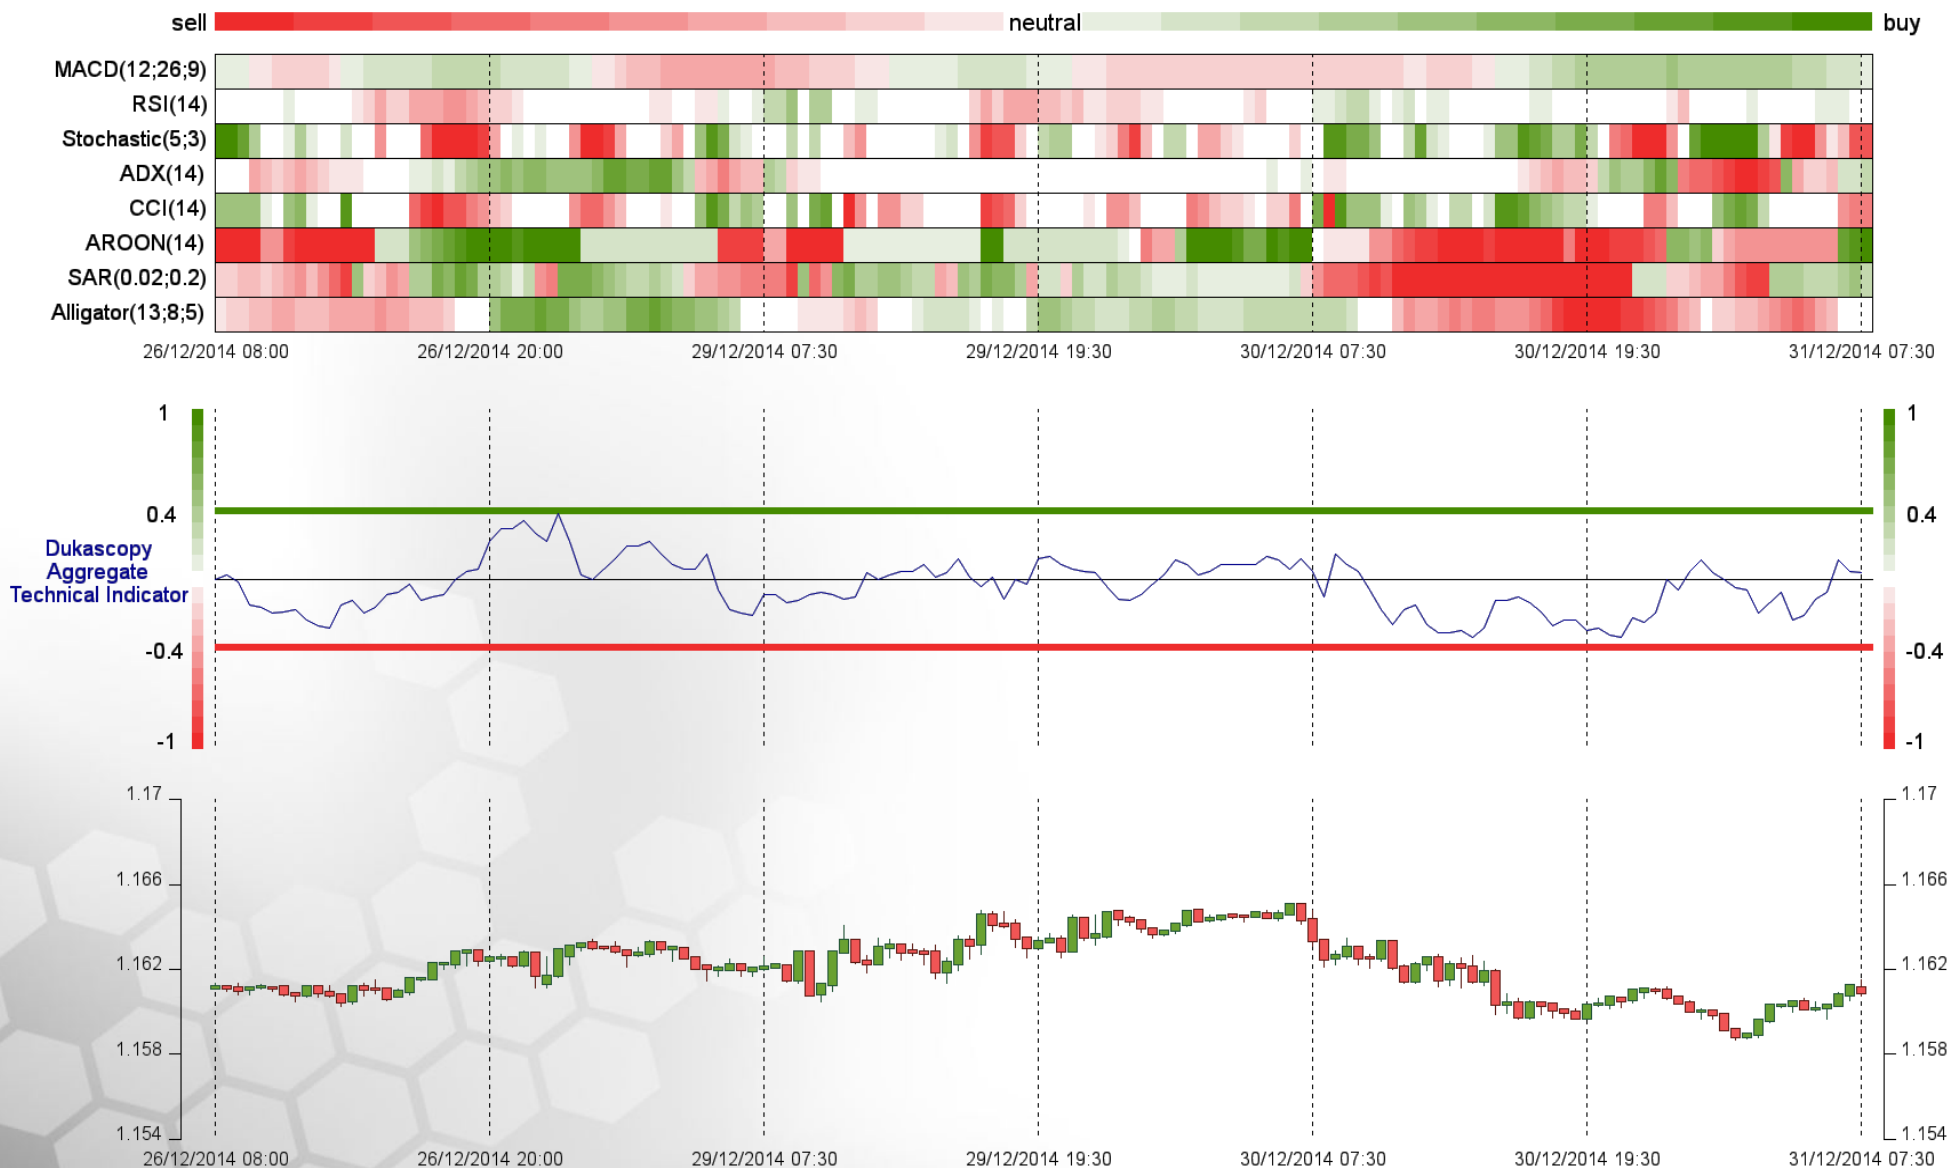 sell neutral buy
MACD(12;26;9)
RSI(14)
Stochastic(5;3)
ADX(14)
CCI(14)
AROON(14)
SAR(0.02;0.2)
Alligator(13;8;5)
26/12/2014 08:00 26/12/2014 20:00 29/12/2014 07:30 29/12/2014 19:30 30/12/2014 07:30 30/12/2014 19:30 31/12/2014 07:30
1 1
0.4 0.4
Dukascopy
Aggregate
Technical Indicator
-0.4 -0.4
-1 -1
1.17 1.17
1.166 1.166
1.162 1.162
1.158 1.158
1.154 1.154
26/12/2014 08:00 26/12/2014 20:00 29/12/2014 07:30 29/12/2014 19:30 30/12/2014 07:30 30/12/2014 19:30 31/12/2014 07:30